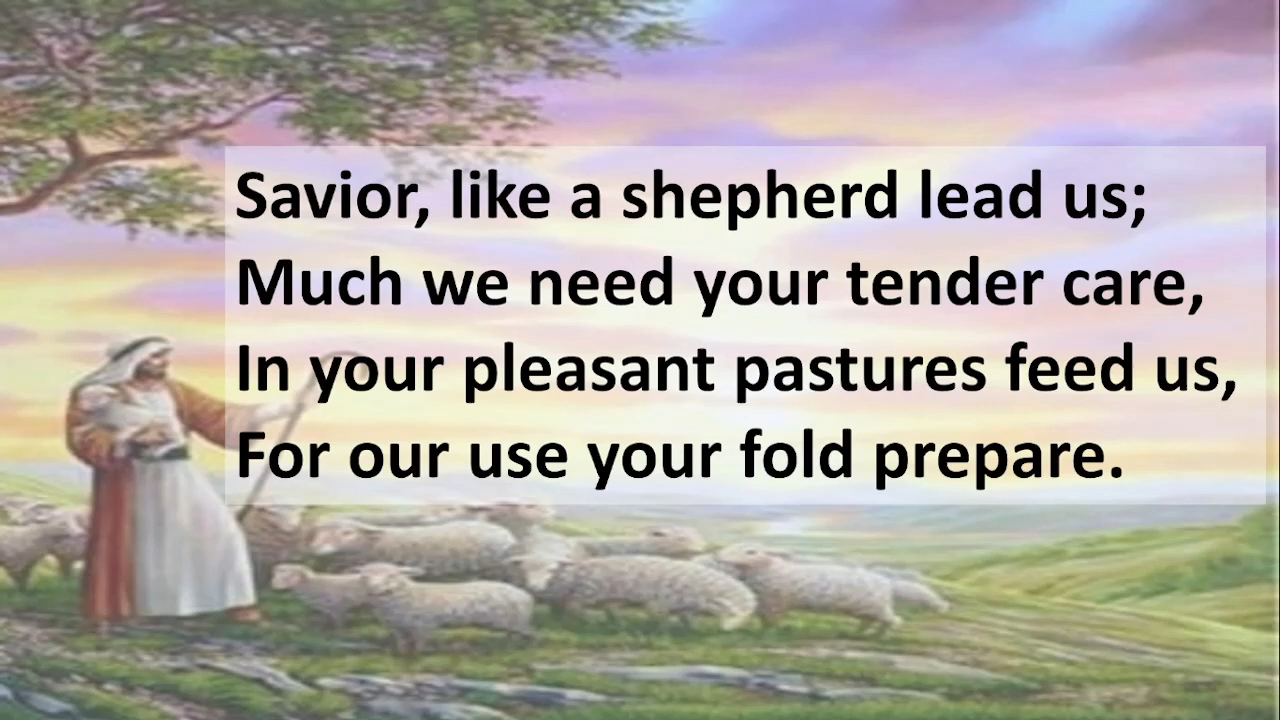 Savior, like a shepherd lead us;
Much we need your tender care,
In your pleasant pastures feed us,
For our use your fold prepare.